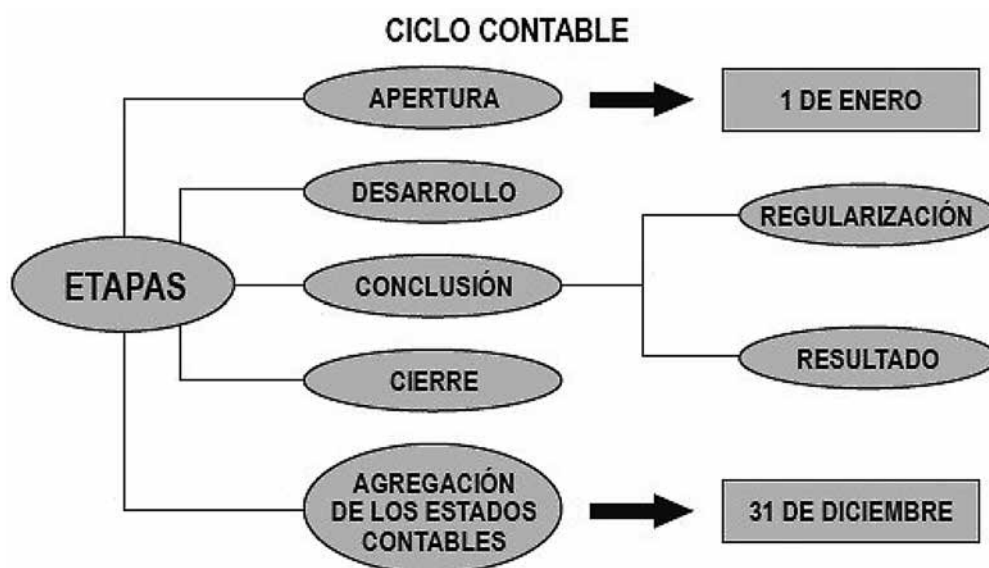 CICLO CONTABLE
APERTURA
1 DE ENERO
DESARROLLO
REGULARIZACIÓN
ETAPAS
CONCLUSIÓN
RESULTADO
CIERRE
AGREGACIÓN
DE LOS ESTADOS
CONTABLES
31 DE DICIEMBRE